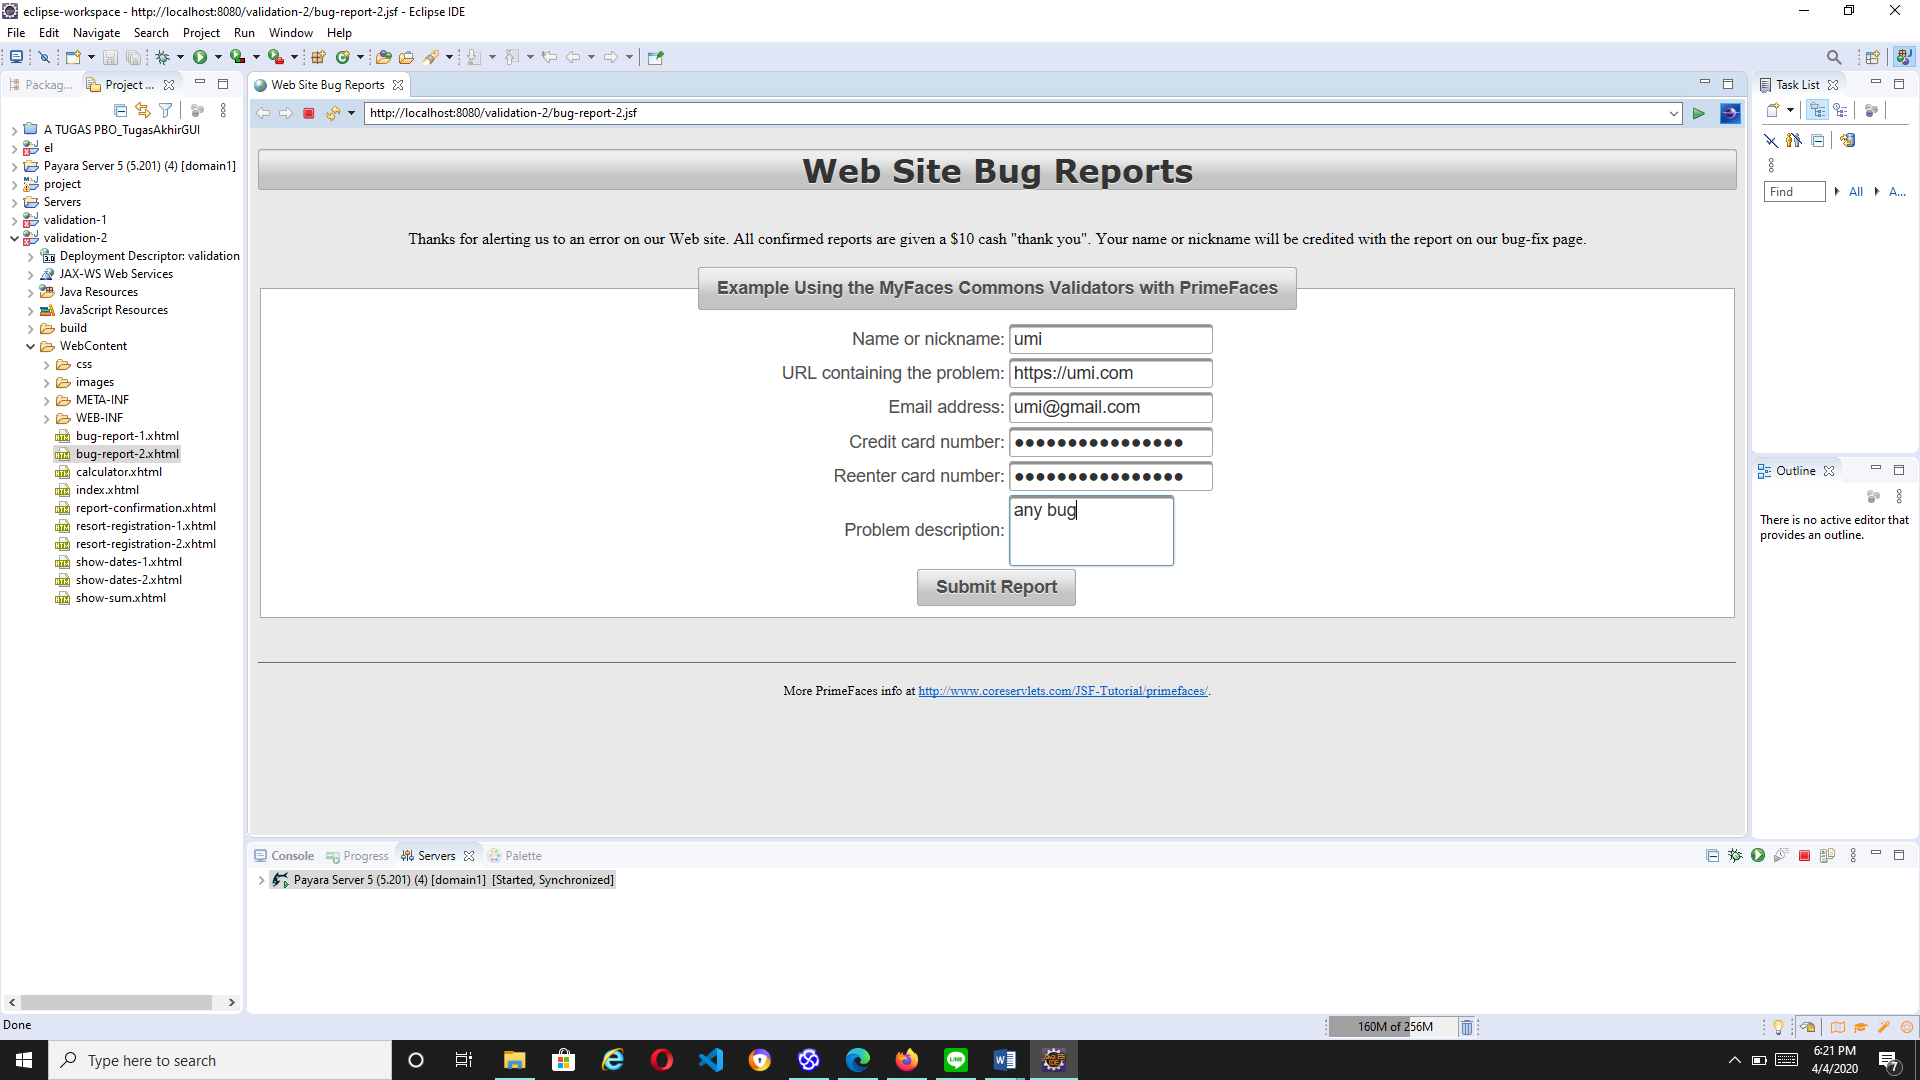 eclipse-workspace - http://localhost:8080/validation-2/bug-report-2.jsf - Eclipse IDE
File Edit Navigate Search Project Run Window Help
Packag... Project ...
A TUGAS PBO_TugasAkhirGUI
el
Payara Server 5 (5.201) (4) [domain1]
project
Servers
validation-1
validation-2
Deployment Descriptor: validation
JAX-WS Web Services
Java Resources
JavaScript Resources
build
WebContent
css
images
META-INF
WEB-INF
bug-report-1.xhtml
bug-report-2.xhtml
calculator.xhtml
index.xhtml
report-confirmation.xhtml
resort-registration-1.xhtml
resort-registration-2.xhtml
show-dates-1.xhtml
show-dates-2.xhtml
show-sum.xhtml
Web Site Bug Reports
http://localhost:8080/validation-2/bug-report-2.jsf
Web Site Bug Reports
Thanks for alerting us to an error on our Web site. All confirmed reports are given a $10 cash "thank you". Your name or nickname will be credited with the report on our bug-fix page.
Example Using the MyFaces Commons Validators with PrimeFaces
Name or nickname: umi
URL containing the problem: https://umi.com
Email address: umi@gmail.com
Credit card number: ●●●●●●●●●●●●●●●●
Reenter card number: ●●●●●●●●●●●●●●●●
Problem description: any bug
Submit Report
More PrimeFaces info at http://www.coreservlets.com/JSF-Tutorial/primefaces/.
Task List
Find All A...
Outline
There is no active editor that
provides an outline.
Console Progress Servers Palette
Payara Server 5 (5.201) (4) [domain1] [Started, Synchronized]
Done
160M of 256M
Type here to search
6:21 PM
4/4/2020
7